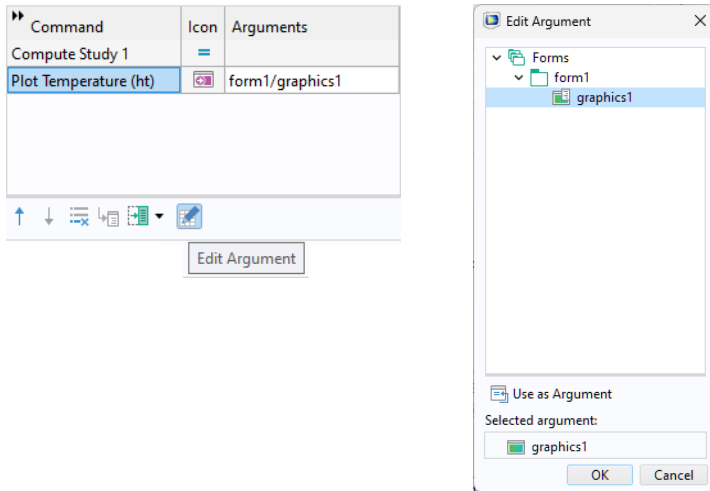 Command Icon Arguments
Compute Study 1 =
Plot Temperature (ht) form1/graphics1
Edit Argument
Edit Argument
Forms
form1
graphics1
Use as Argument
Selected argument:
graphics1
OK Cancel